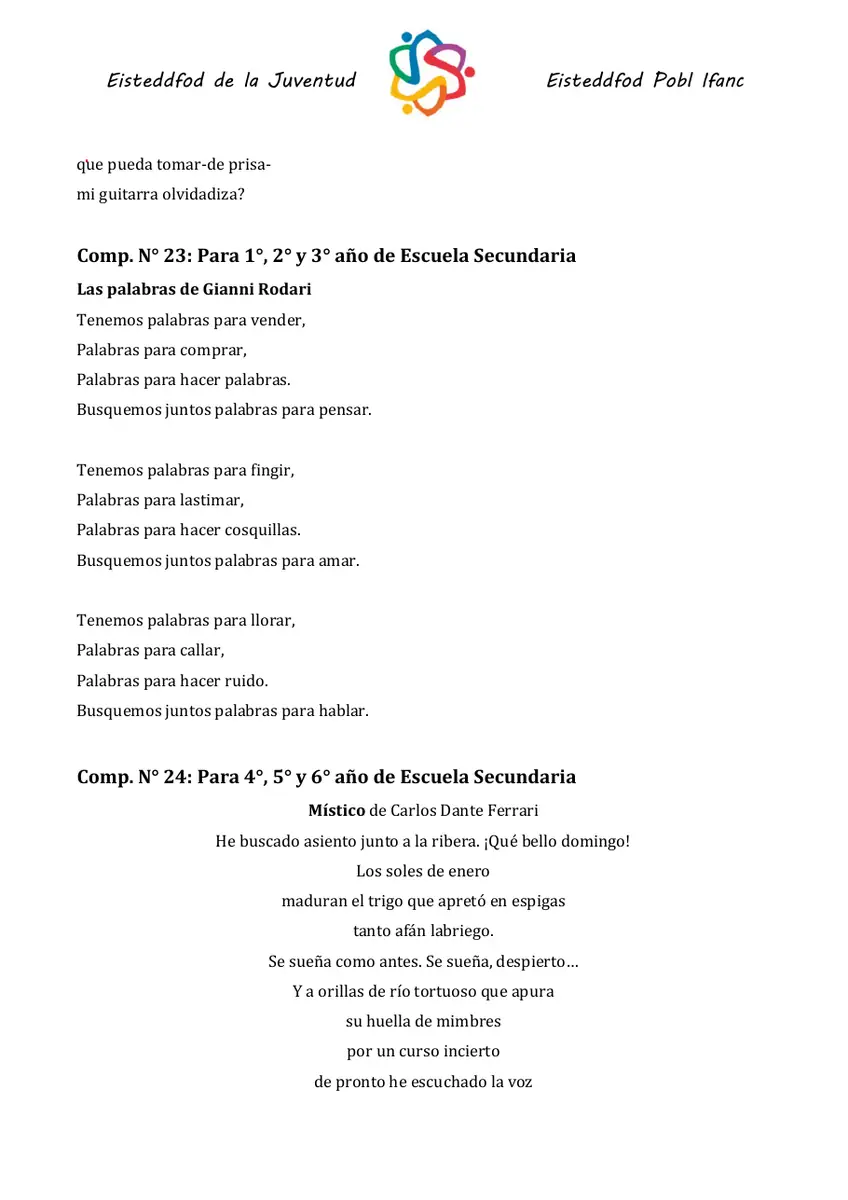 Eisteddfod de la Juventud
Eisteddfod Pobl Ifanc
que pueda tomar-de prisa-
mi guitarra olvidadiza?
Comp. N° 23: Para 1°, 2° y 3° año de Escuela Secundaria
Las palabras de Gianni Rodari
Tenemos palabras para vender,
Palabras para comprar,
Palabras para hacer palabras.
Busquemos juntos palabras para pensar.
Tenemos palabras para fingir,
Palabras para lastimar,
Palabras para hacer cosquillas.
Busquemos juntos palabras para amar.
Tenemos palabras para llorar,
Palabras para callar,
Palabras para hacer ruido.
Busquemos juntos palabras para hablar.
Comp. N° 24: Para 4°, 5° y 6° año de Escuela Secundaria
Místico de Carlos Dante Ferrari
He buscado asiento junto a la ribera. ¡Qué bello domingo!
Los soles de enero
maduran el trigo que apretó en espigas
tanto afán labriego.
Se sueña como antes. Se sueña, despierto…
Y a orillas de río tortuoso que apura
su huella de mimbres
por un curso incierto
de pronto he escuchado la voz